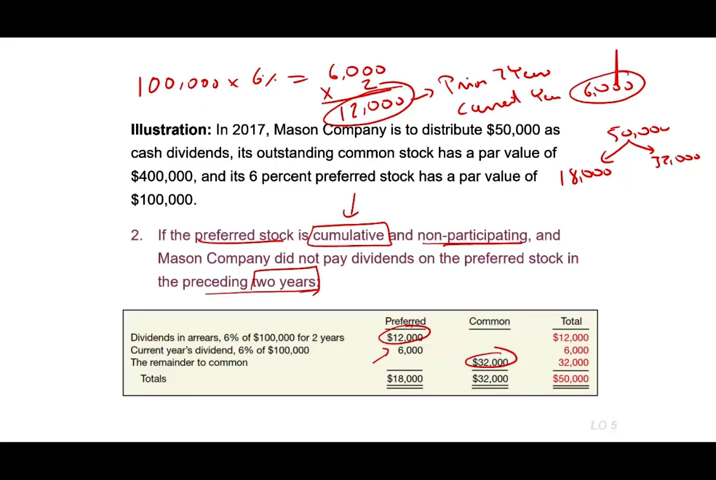 100,000 x 6% = 6,000
x 2
12,000 → Prior 2 Year
Current Year 6,000
50,000
18,000 32,000
Illustration: In 2017, Mason Company is to distribute $50,000 as
cash dividends, its outstanding common stock has a par value of
$400,000, and its 6 percent preferred stock has a par value of
$100,000.
2. If the preferred stock is cumulative and non-participating, and
Mason Company did not pay dividends on the preferred stock in
the preceding two years:
Preferred Common Total
Dividends in arrears, 6% of $100,000 for 2 years $12,000 $12,000
Current year's dividend, 6% of $100,000 6,000 6,000
The remainder to common $32,000 32,000
Totals $18,000 $32,000 $50,000
LO 5